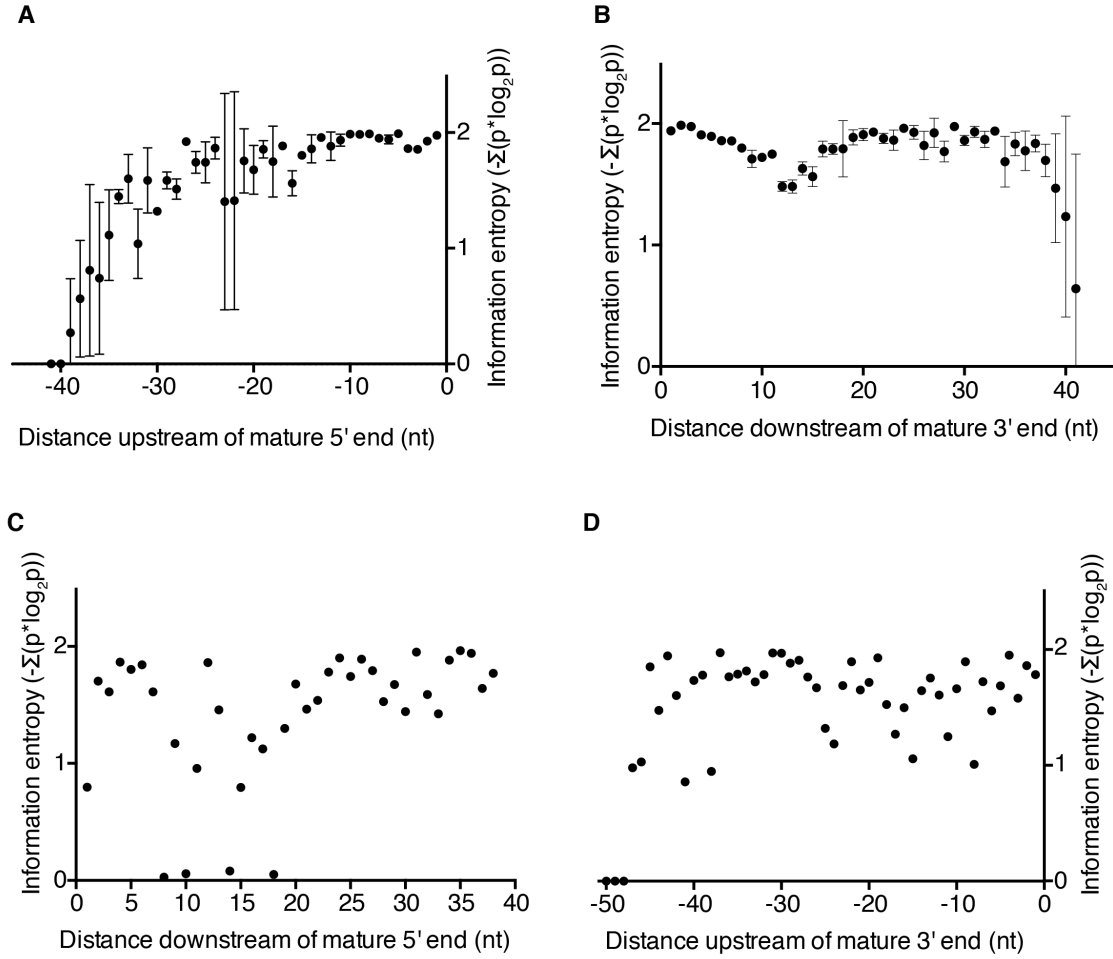 A
Information entropy (-Σ(p*log2p))
2
1
0
-40 -30 -20 -10 0
Distance upstream of mature 5' end (nt)
B
Information entropy (-Σ(p*log2p))
2
1
0
0 10 20 30 40
Distance downstream of mature 3' end (nt)
C
Information entropy (-Σ(p*log2p))
2
1
0
0 5 10 15 20 25 30 35 40
Distance downstream of mature 5' end (nt)
D
Information entropy (-Σ(p*log2p))
2
1
0
-50 -40 -30 -20 -10 0
Distance upstream of mature 3' end (nt)